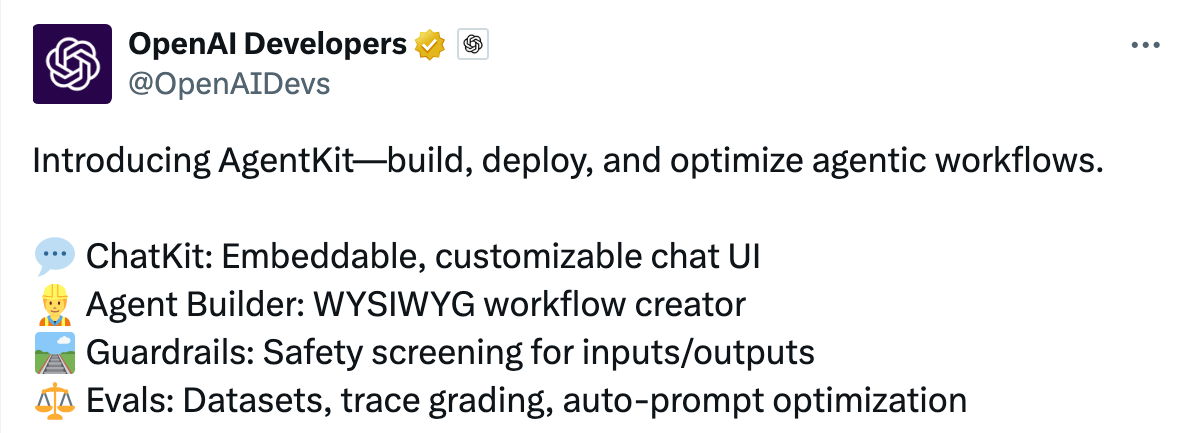 OpenAI Developers
@OpenAIDevs
Introducing AgentKit—build, deploy, and optimize agentic workflows.
💬 ChatKit: Embeddable, customizable chat UI
👷 Agent Builder: WYSIWYG workflow creator
🛤️ Guardrails: Safety screening for inputs/outputs
⚖️ Evals: Datasets, trace grading, auto-prompt optimization